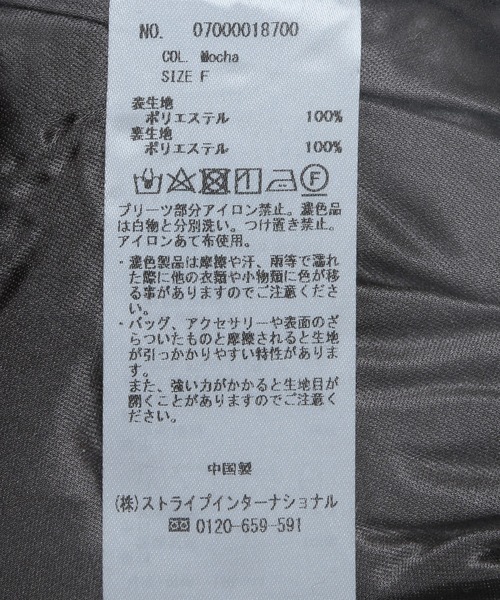 NO. 07000018700
COL. Mocha
SIZE F
表生地
ポリエステル 100%
裏生地
ポリエステル 100%
プリーツ部分アイロン禁止。濃色品
は白物と分別洗い。つけ置き禁止。
アイロンあて布使用。
・濃色製品は摩擦や汗、雨等で濡れ
た際に他の衣類や小物類に色が移
る事がありますのでご注意くださ
い。
・バッグ、アクセサリーや表面のざ
らついたものと摩擦されると生地
が引っかかりやすい特性がありま
す。
また、強い力がかかると生地目が
開くことがありますのでご注意く
ださい。
中国製
(株)ストライプインターナショナル
0120-659-591